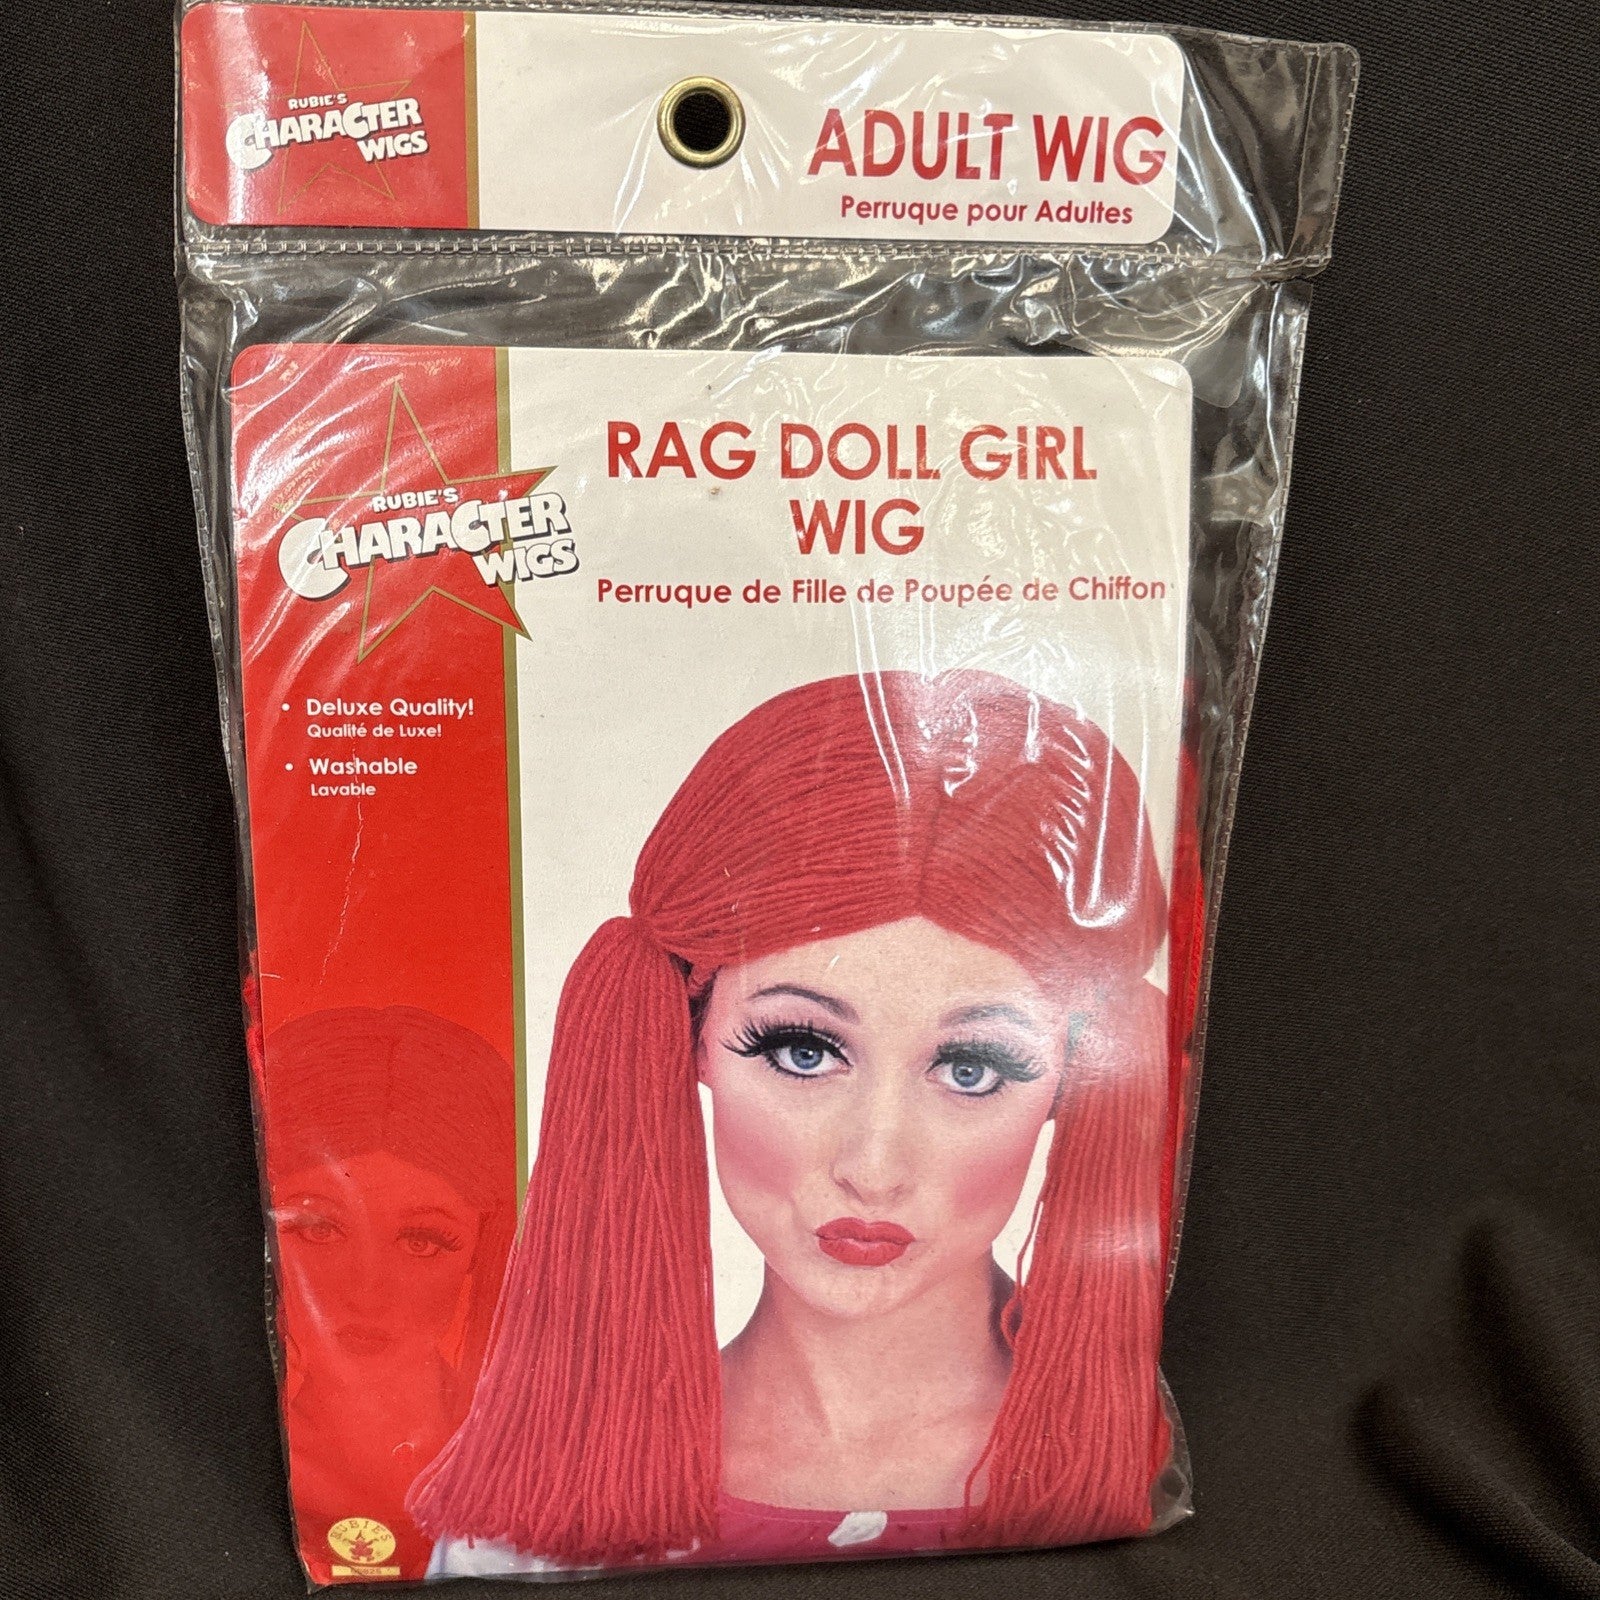 RUBIE'S
CHARACTER
WIGS
ADULT WIG
Perruque pour Adultes
RAG DOLL GIRL
WIG
Perruque de Fille de Poupée de Chiffon
RUBIE'S
CHARACTER
WIGS
• Deluxe Quality!
Qualité de Luxe!
• Washable
Lavable
RUBIE'S